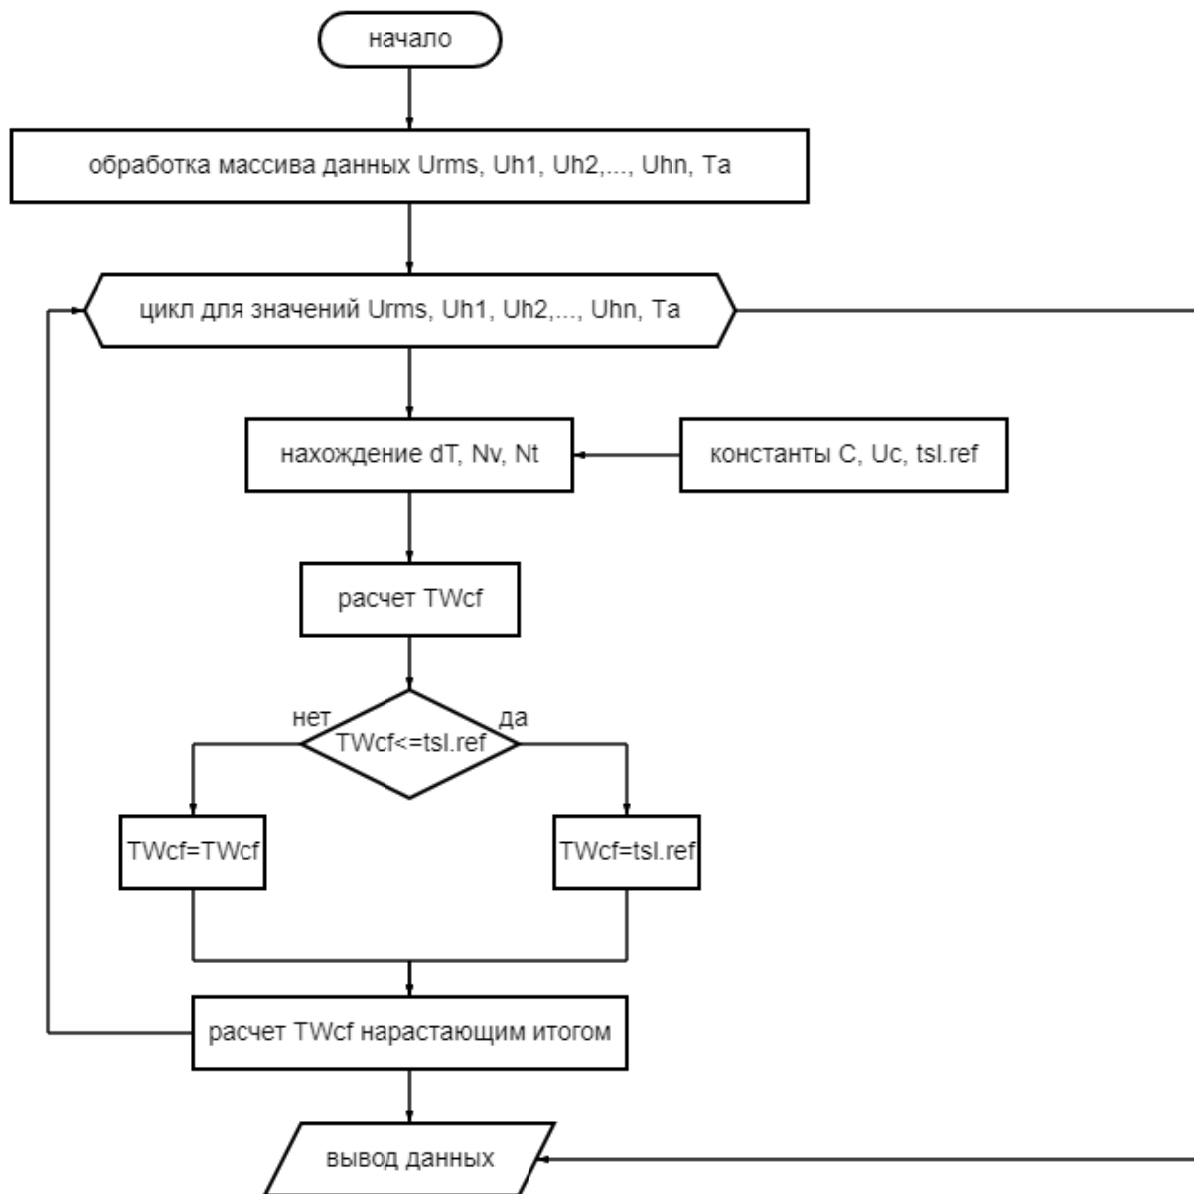 начало
обработка массива данных Urms, Uh1, Uh2,..., Uhn, Ta
цикл для значений Urms, Uh1, Uh2,..., Uhn, Ta
нахождение dT, Nv, Nt
константы C, Uc, tsl.ref
расчет TWcf
нет
да
TWcf<=tsl.ref
TWcf=TWcf
TWcf=tsl.ref
расчет TWcf нарастающим итогом
вывод данных